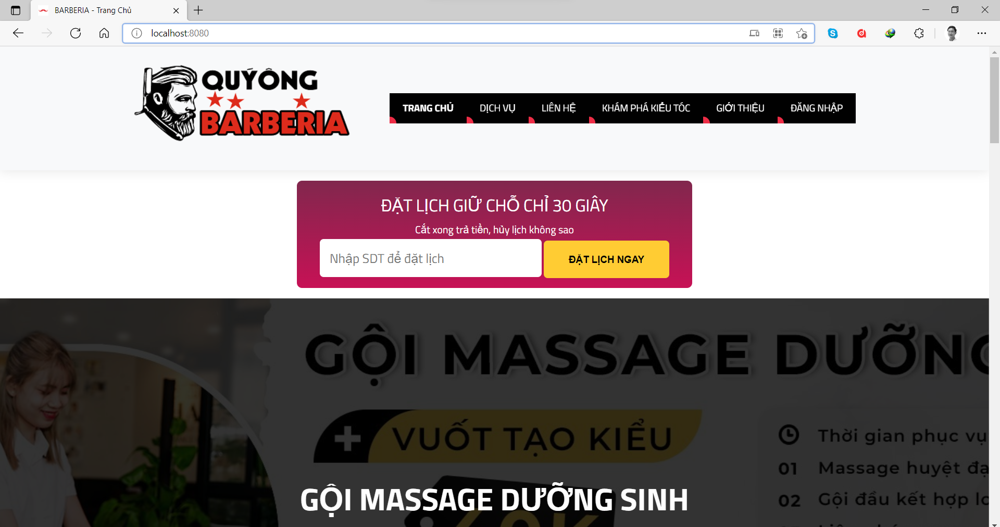 BARBERIA - Trang Chủ
localhost:8080
QUÝÔNG
BARBERIA
TRANG CHỦ DỊCH VỤ LIÊN HỆ KHÁM PHÁ KIỂU TÓC GIỚI THIỆU ĐĂNG NHẬP
ĐẶT LỊCH GIỮ CHỖ CHỈ 30 GIÂY
Cắt xong trả tiền, hủy lịch không sao
Nhập SDT để đặt lịch ĐẶT LỊCH NGAY
GỘI MASSAGE DƯỠNG
+ VUỐT TẠO KIỂU
Thời gian phục vụ
01 Massage huyệt đạ
02 Gội đầu kết hợp lo
GỘI MASSAGE DƯỠNG SINH